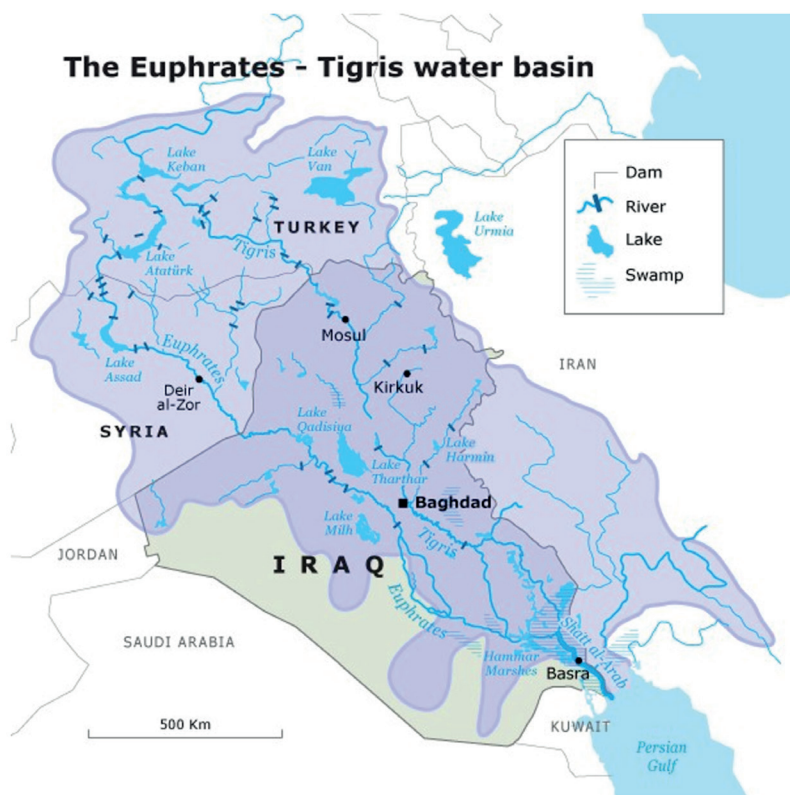 The Euphrates – Tigris water basin
Dam
River
Lake
Swamp
Lake
Keban
Lake
Van
Lake
Urmia
TURKEY
Tigris
Lake
Atatürk
Mosul
Euphrates
IRAN
Lake
Assad
Deir
al-Zor
Kirkuk
SYRIA
Lake
Qadisiya
Lake
Harmin
Lake
Tharthar
Baghdad
Lake
Milh
Tigris
JORDAN
IRAQ
Euphrates
SAUDI ARABIA
Shatt al-Arab
Hammar
Marshes
Basra
500 Km
KUWAIT
Persian
Gulf